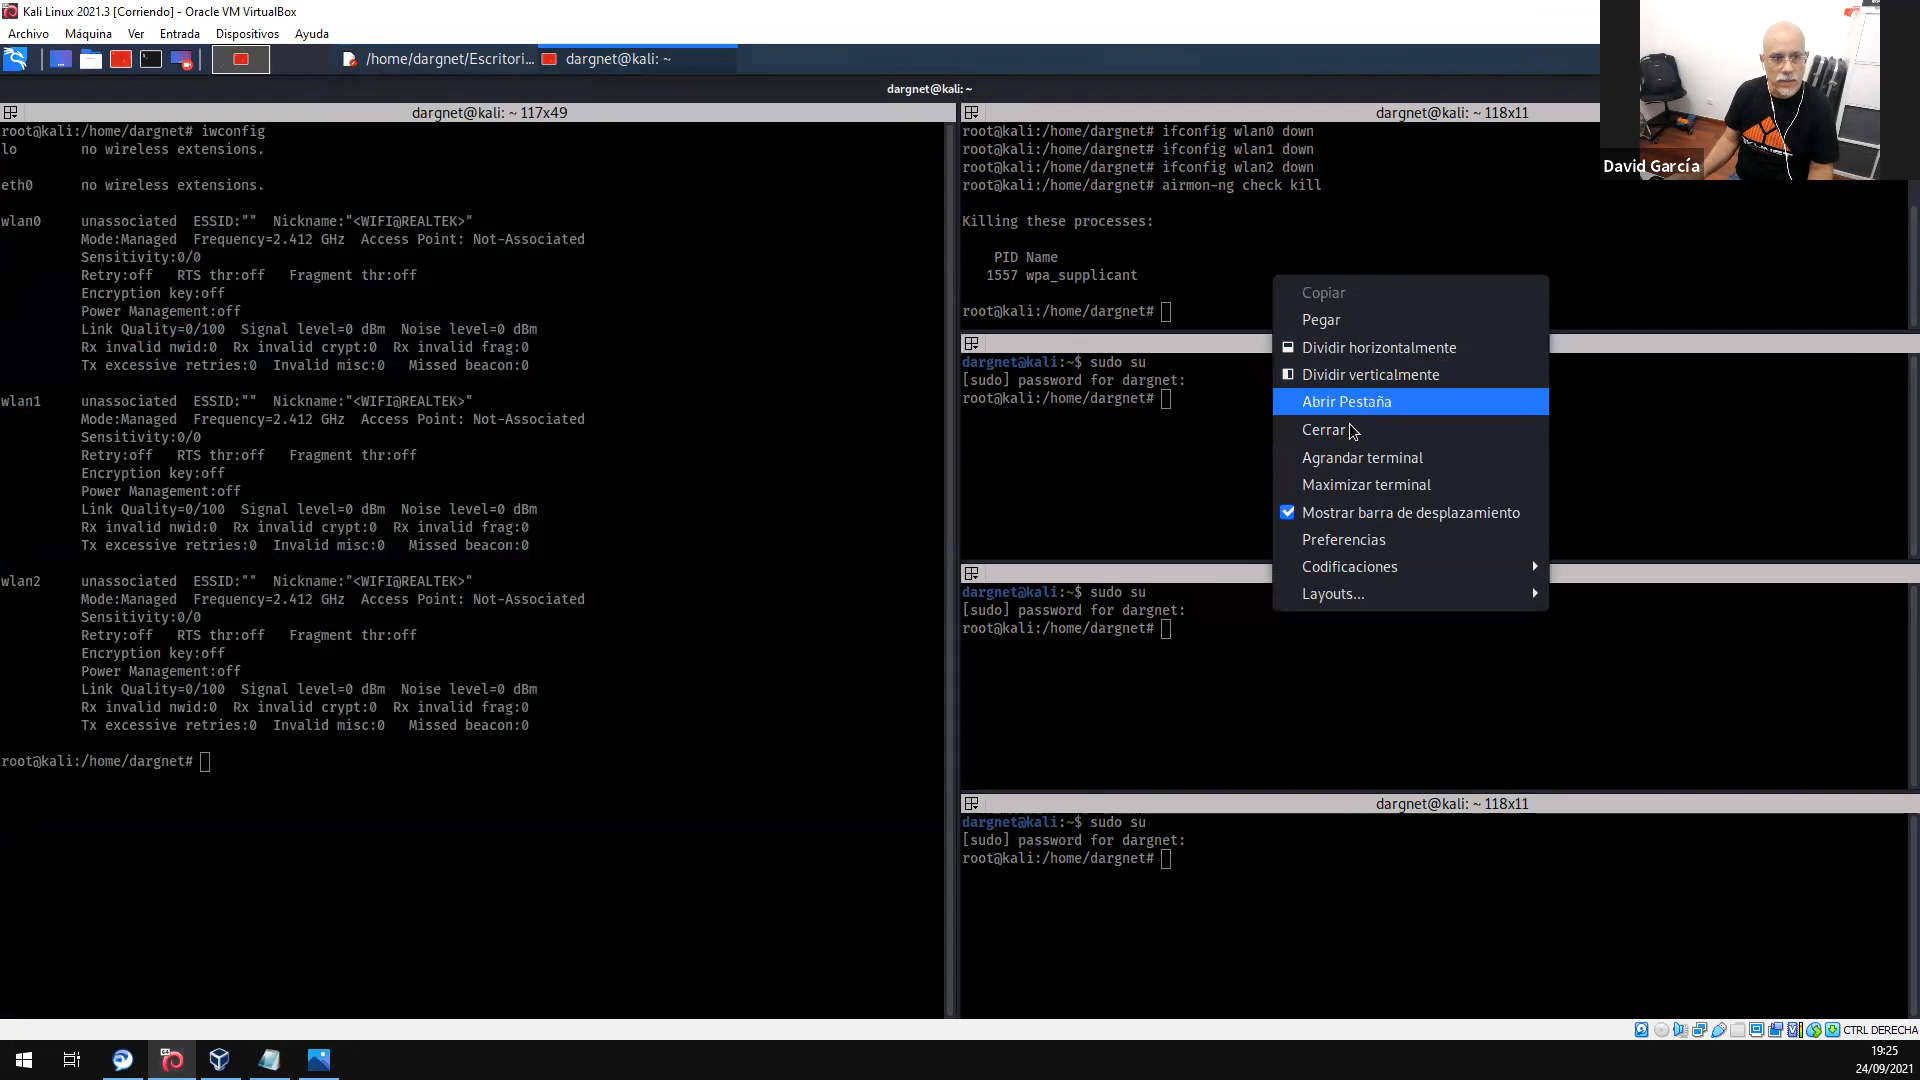 Kali Linux 2021.3 [Corriendo] - Oracle VM VirtualBox
Archivo Máquina Ver Entrada Dispositivos Ayuda
/home/dargnet/Escritori... dargnet@kali: ~
dargnet@kali: ~
dargnet@kali: ~ 117x49
root@kali:/home/dargnet# iwconfig
lo no wireless extensions.
eth0 no wireless extensions.
wlan0 unassociated ESSID:"" Nickname:"<WIFI@REALTEK>"
Mode:Managed Frequency=2.412 GHz Access Point: Not-Associated
Sensitivity:0/0
Retry:off RTS thr:off Fragment thr:off
Encryption key:off
Power Management:off
Link Quality=0/100 Signal level=0 dBm Noise level=0 dBm
Rx invalid nwid:0 Rx invalid crypt:0 Rx invalid frag:0
Tx excessive retries:0 Invalid misc:0 Missed beacon:0
wlan1 unassociated ESSID:"" Nickname:"<WIFI@REALTEK>"
Mode:Managed Frequency=2.412 GHz Access Point: Not-Associated
Sensitivity:0/0
Retry:off RTS thr:off Fragment thr:off
Encryption key:off
Power Management:off
Link Quality=0/100 Signal level=0 dBm Noise level=0 dBm
Rx invalid nwid:0 Rx invalid crypt:0 Rx invalid frag:0
Tx excessive retries:0 Invalid misc:0 Missed beacon:0
wlan2 unassociated ESSID:"" Nickname:"<WIFI@REALTEK>"
Mode:Managed Frequency=2.412 GHz Access Point: Not-Associated
Sensitivity:0/0
Retry:off RTS thr:off Fragment thr:off
Encryption key:off
Power Management:off
Link Quality=0/100 Signal level=0 dBm Noise level=0 dBm
Rx invalid nwid:0 Rx invalid crypt:0 Rx invalid frag:0
Tx excessive retries:0 Invalid misc:0 Missed beacon:0
root@kali:/home/dargnet#
dargnet@kali: ~ 118x11
root@kali:/home/dargnet# ifconfig wlan0 down
root@kali:/home/dargnet# ifconfig wlan1 down
root@kali:/home/dargnet# ifconfig wlan2 down
root@kali:/home/dargnet# airmon-ng check kill
Killing these processes:
PID Name
1557 wpa_supplicant
root@kali:/home/dargnet#
dargnet@kali:~$ sudo su
[sudo] password for dargnet:
root@kali:/home/dargnet#
dargnet@kali:~$ sudo su
[sudo] password for dargnet:
root@kali:/home/dargnet#
dargnet@kali: ~ 118x11
dargnet@kali:~$ sudo su
[sudo] password for dargnet:
root@kali:/home/dargnet#
Copiar
Pegar
Dividir horizontalmente
Dividir verticalmente
Abrir Pestaña
Cerrar
Agrandar terminal
Maximizar terminal
Mostrar barra de desplazamiento
Preferencias
Codificaciones
Layouts...
David García
CTRL DERECHA
19:25
24/09/2021